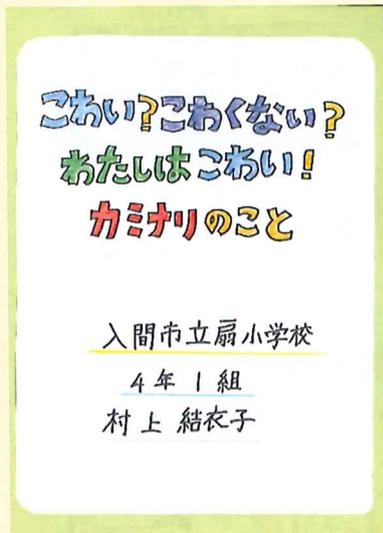 こわい?こわくない?
わたしはこわい!
カミナリのこと
入間市立扇小学校
4年1組
村上結衣子